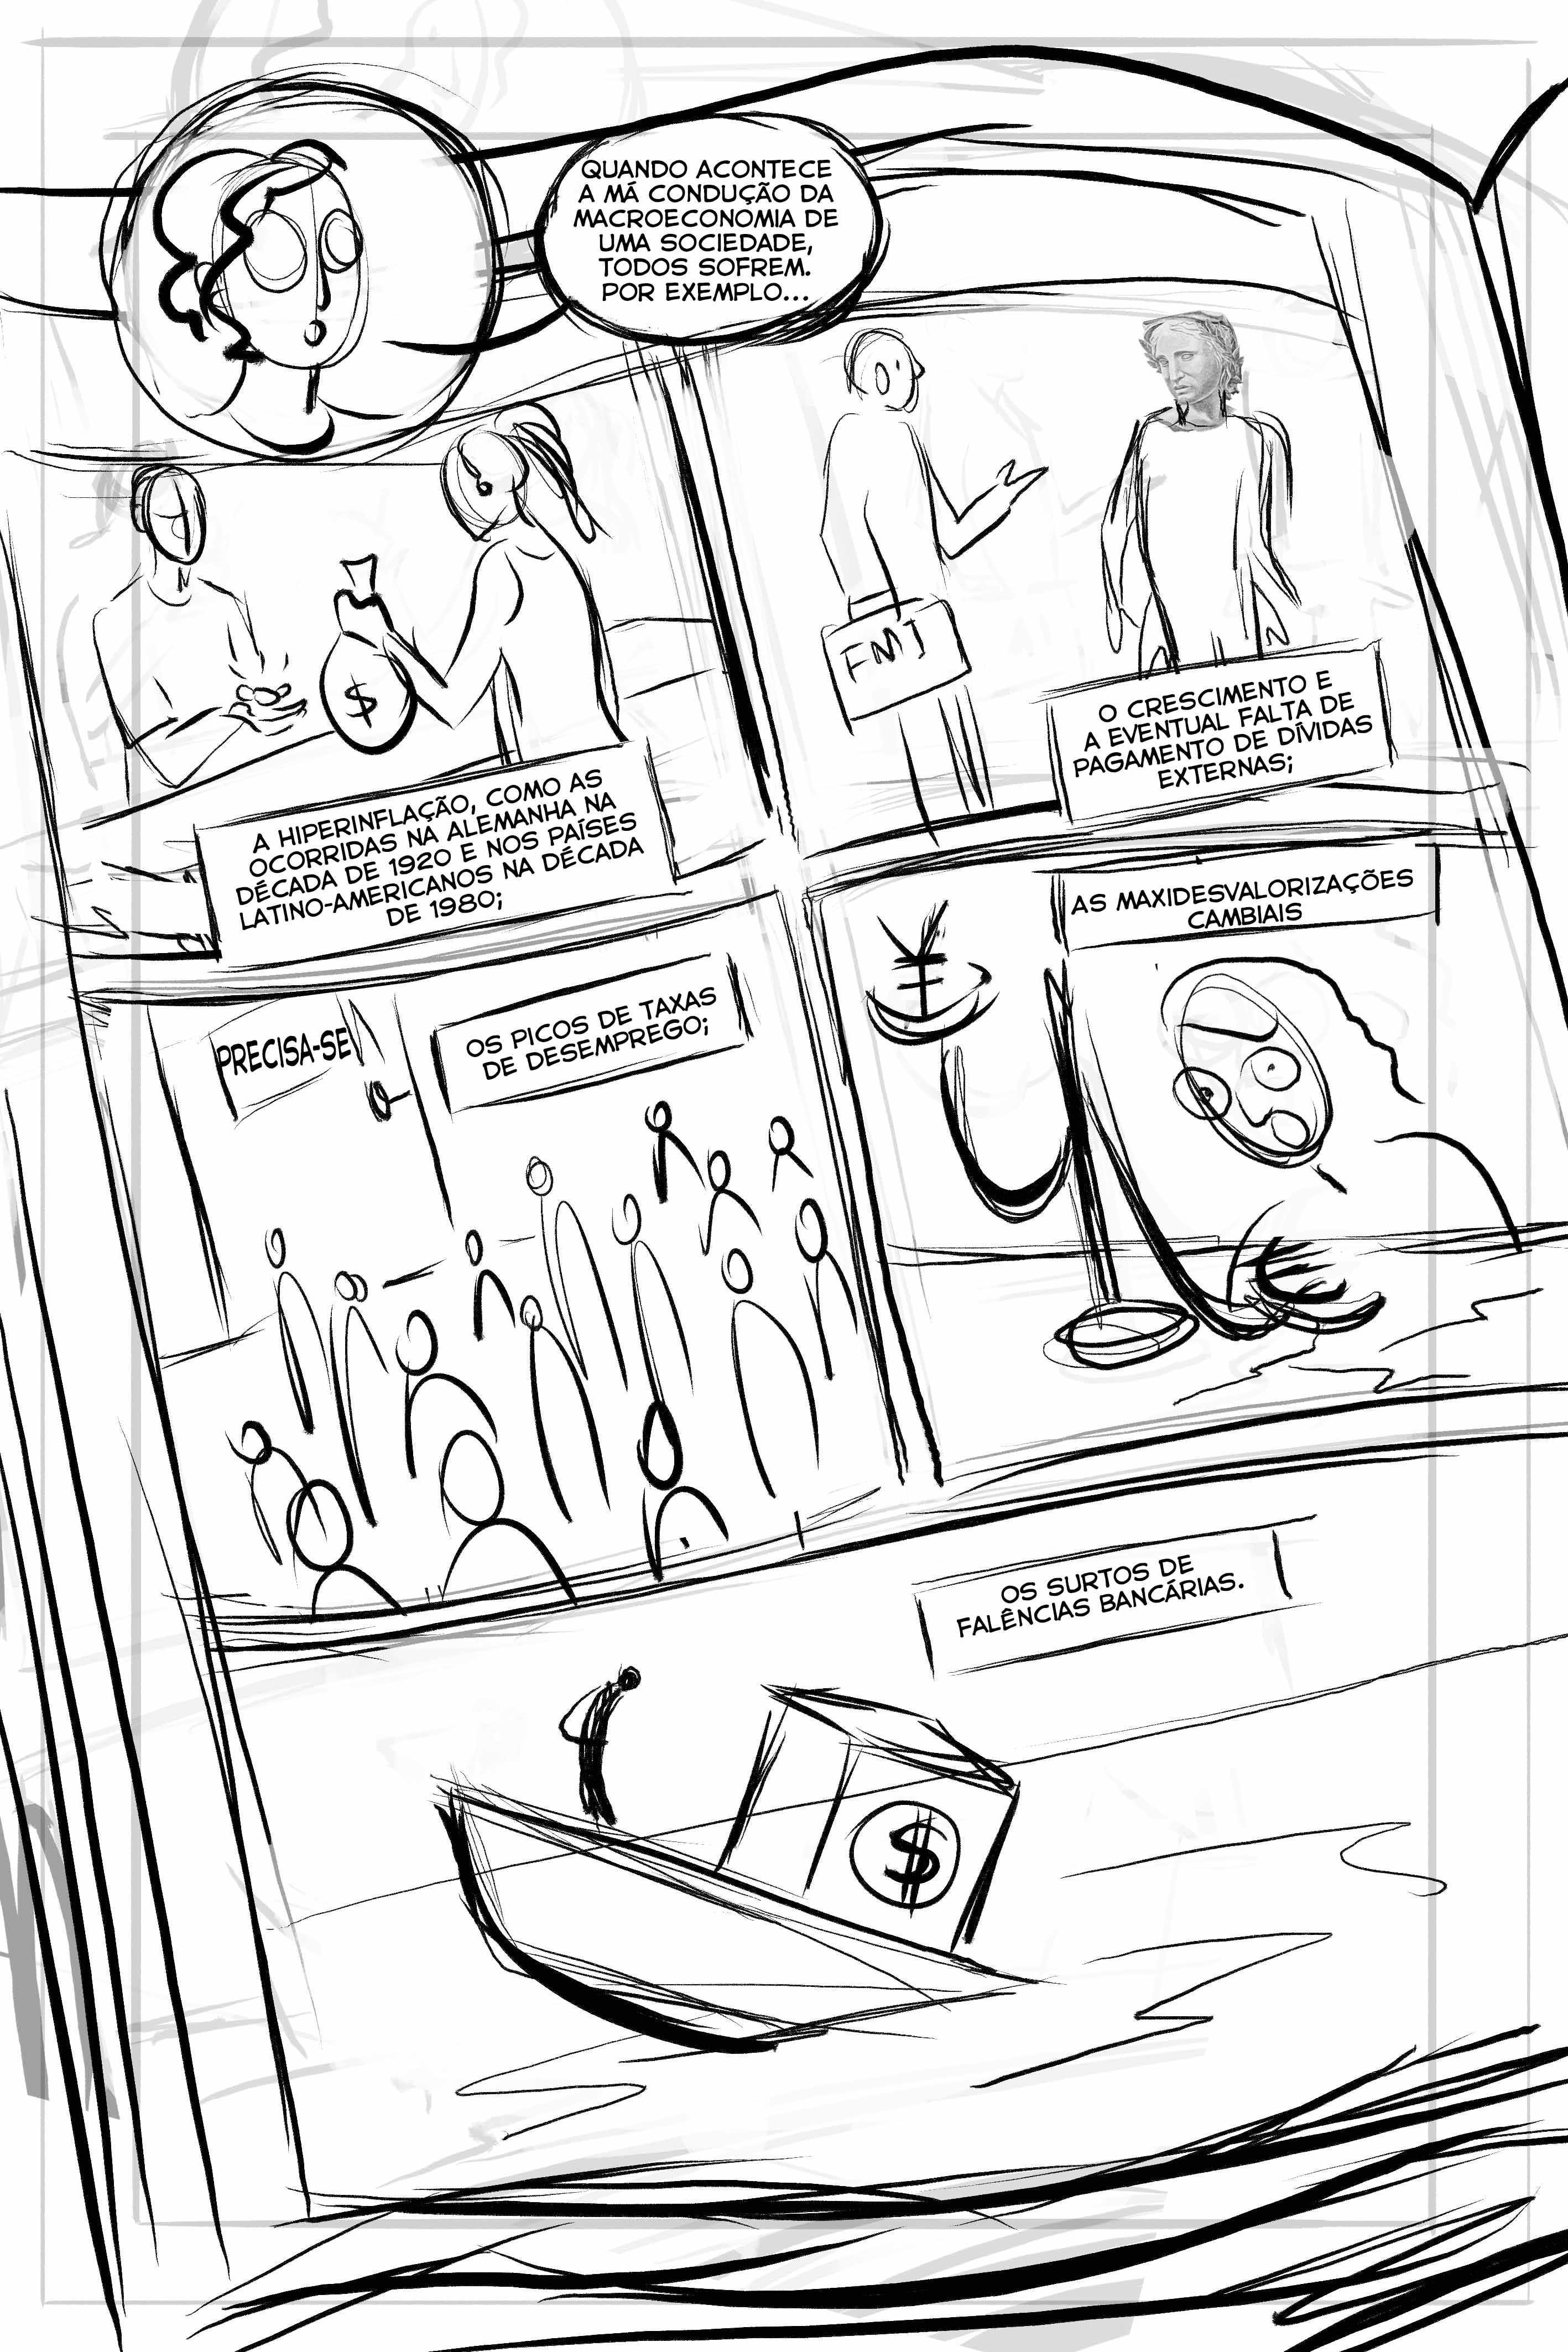 QUANDO ACONTECE
A MÁ CONDUÇÃO DA
MACROECONOMIA DE
UMA SOCIEDADE,
TODOS SOFREM.
POR EXEMPLO...
$
A HIPERINFLAÇÃO, COMO AS
OCORRIDAS NA ALEMANHA NA
DÉCADA DE 1920 E NOS PAÍSES
LATINO-AMERICANOS NA DÉCADA
DE 1980;
FMI
O CRESCIMENTO E
A EVENTUAL FALTA DE
PAGAMENTO DE DÍVIDAS
EXTERNAS;
PRECISA-SE
OS PICOS DE TAXAS
DE DESEMPREGO;
AS MAXIDESVALORIZAÇÕES
CAMBIAIS
¥
€
OS SURTOS DE
FALÊNCIAS BANCÁRIAS.
$